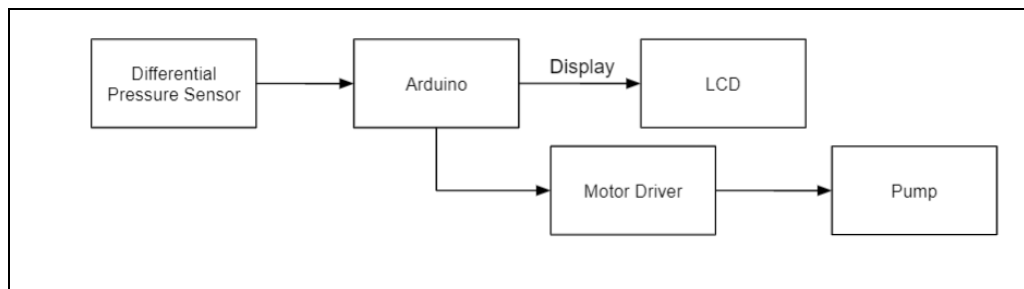 Differential
Pressure Sensor
Arduino
Display
LCD
Motor Driver
Pump